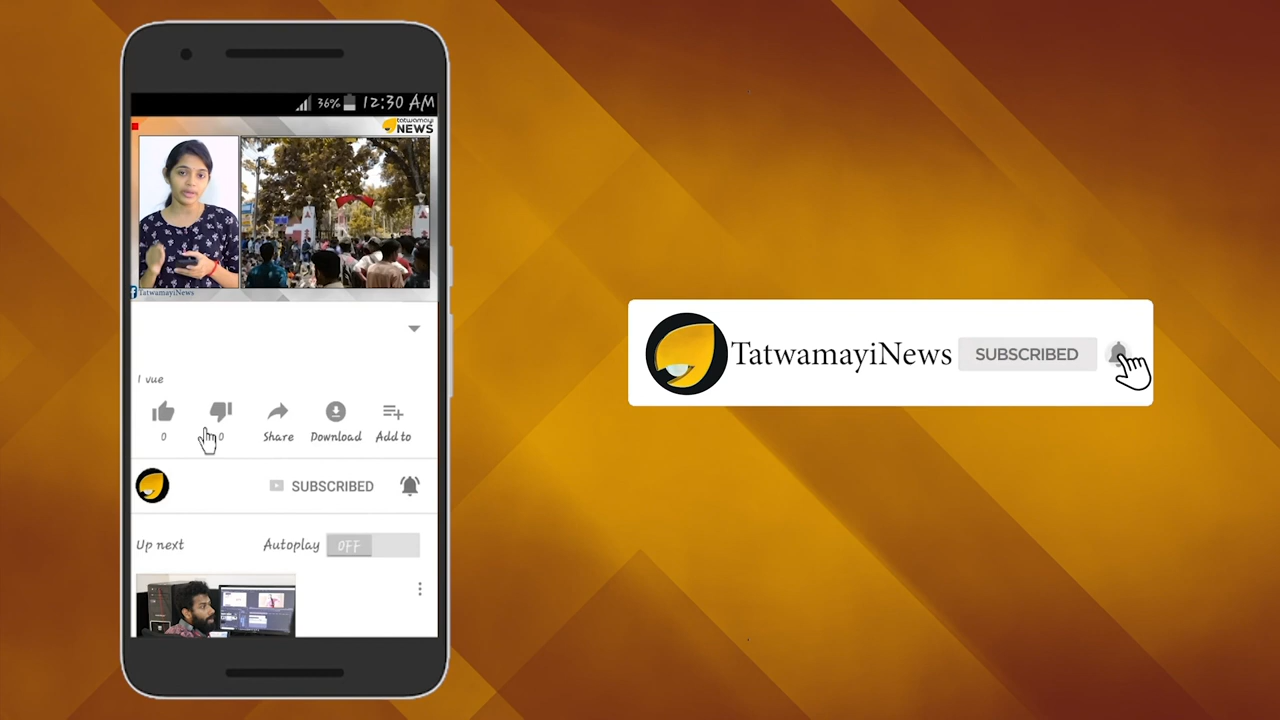 36% 12:30 AM
tatwamayi
NEWS
TatwamayiNews
1 vue
0 0 Share Download Add to
SUBSCRIBED
Up next Autoplay OFF
TatwamayiNews SUBSCRIBED